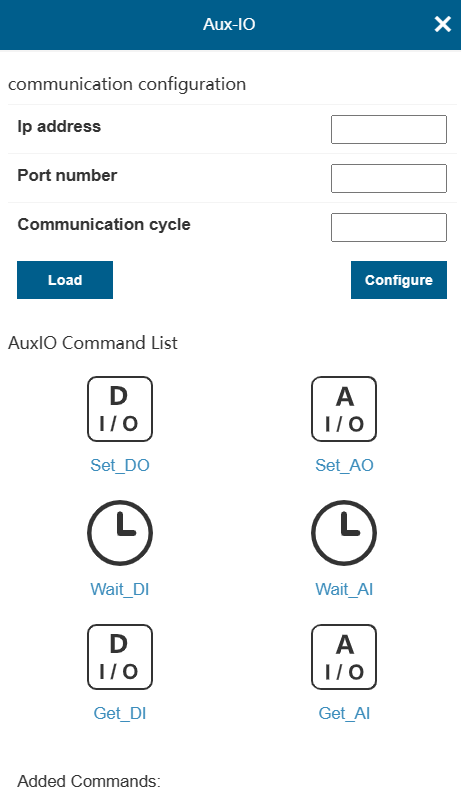 Aux-IO
communication configuration
Ip address
Port number
Communication cycle
Load Configure
AuxIO Command List
D A
I / O I / O
Set_DO Set_AO
Wait_DI Wait_AI
D A
I / O I / O
Get_DI Get_AI
Added Commands: